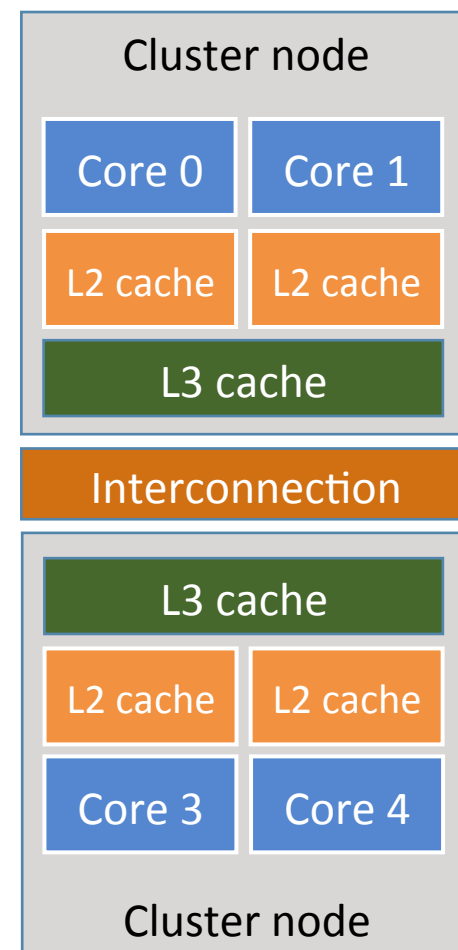 Cluster node
Core 0 Core 1
L2 cache L2 cache
L3 cache
Interconnection
L3 cache
L2 cache L2 cache
Core 3 Core 4
Cluster node